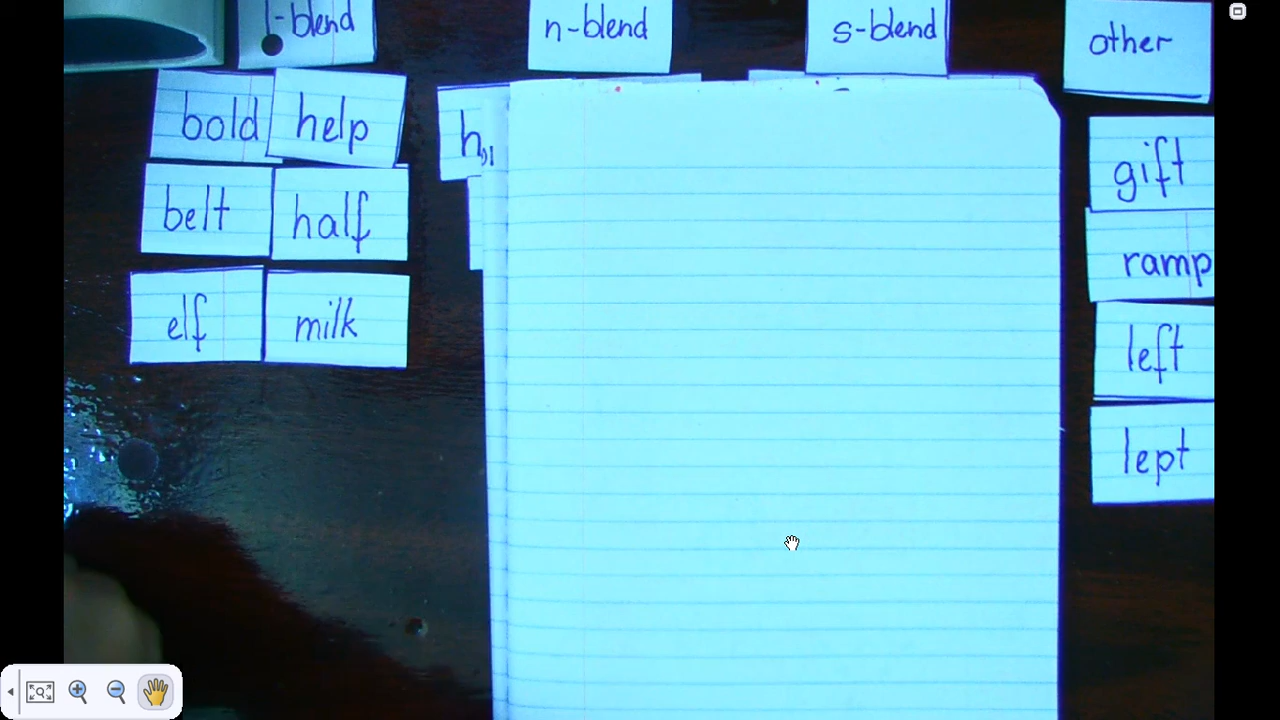 l-blend n-blend s-blend other
bold help
gift
belt half
ramp
elf milk
left
lept